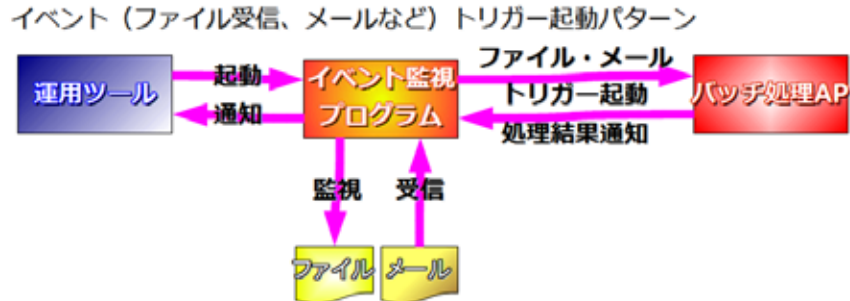 イベント（ファイル受信、メールなど）トリガー起動パターン
運用ツール
起動
通知
イベント監視
プログラム
ファイル・メール
トリガー起動
処理結果通知
バッチ処理AP
監視
受信
ファイル
メール